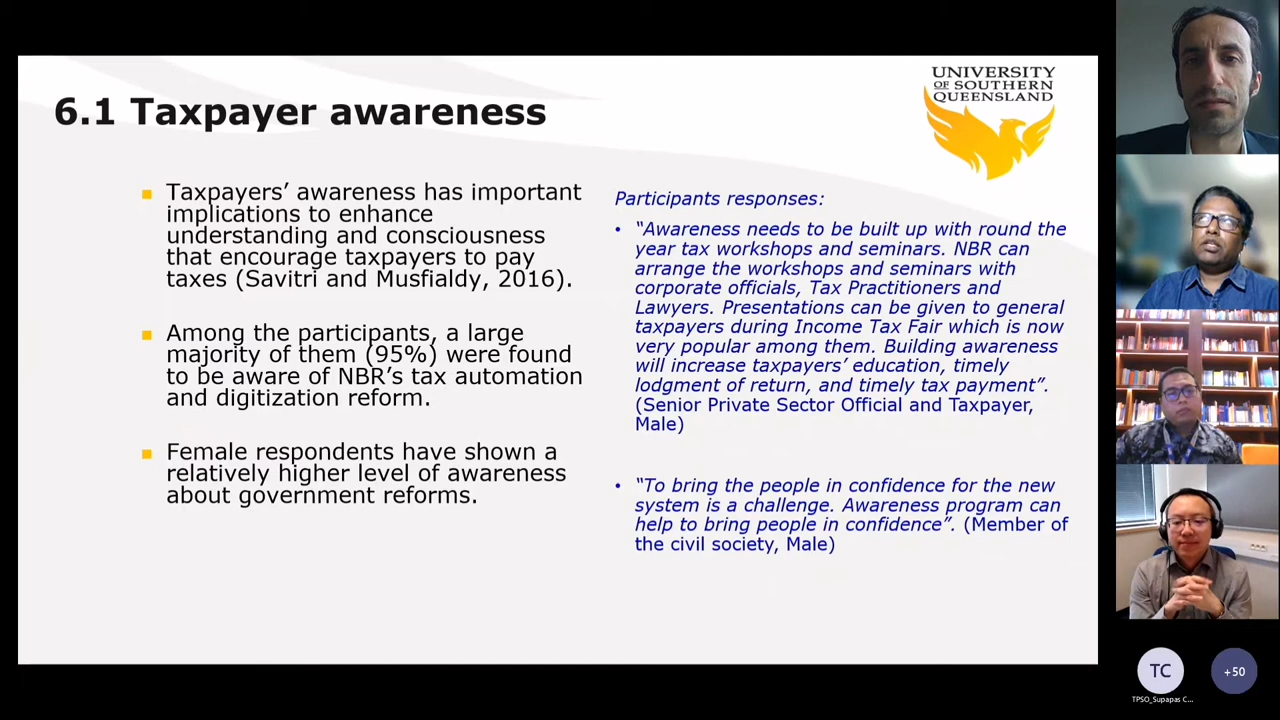 6.1 Taxpayer awareness
UNIVERSITY
OF SOUTHERN
QUEENSLAND
Taxpayers’ awareness has important
implications to enhance
understanding and consciousness
that encourage taxpayers to pay
taxes (Savitri and Musfialdy, 2016).
Among the participants, a large
majority of them (95%) were found
to be aware of NBR’s tax automation
and digitization reform.
Female respondents have shown a
relatively higher level of awareness
about government reforms.
Participants responses:
• “Awareness needs to be built up with round the
year tax workshops and seminars. NBR can
arrange the workshops and seminars with
corporate officials, Tax Practitioners and
Lawyers. Presentations can be given to general
taxpayers during Income Tax Fair which is now
very popular among them. Building awareness
will increase taxpayers’ education, timely
lodgment of return, and timely tax payment”.
(Senior Private Sector Official and Taxpayer,
Male)
• “To bring the people in confidence for the new
system is a challenge. Awareness program can
help to bring people in confidence”. (Member of
the civil society, Male)
TC
+50
TPSO_Supapas C...